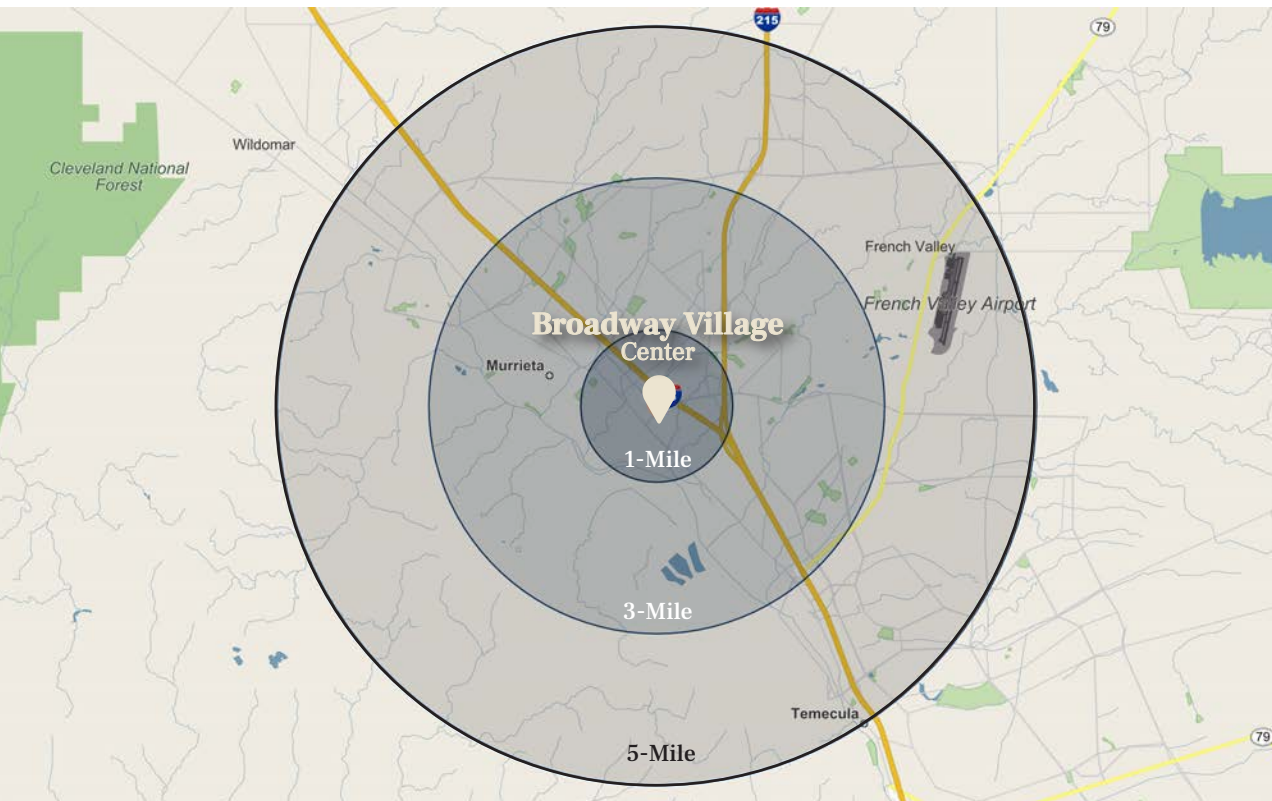 215
79
Wildomar
Cleveland National
Forest
French Valley
French Valley Airport
Broadway Village
Center
Murrieta
1-Mile
3-Mile
Temecula
79
5-Mile